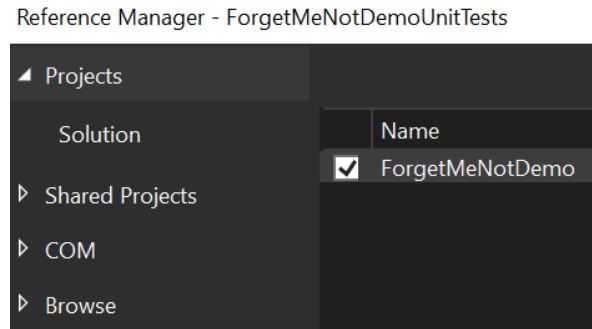 Reference Manager - ForgetMeNotDemoUnitTests
Projects
Solution
Shared Projects
COM
Browse
Name
ForgetMeNotDemo